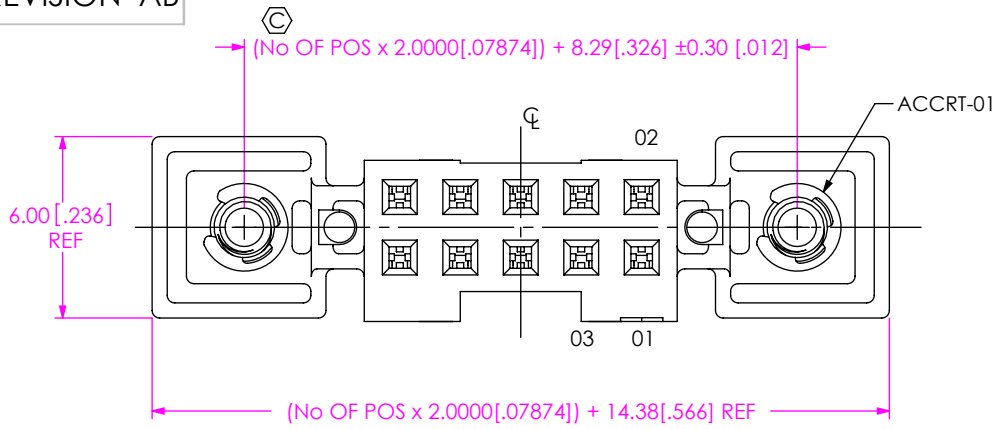 REVISION AB
C
(No OF POS x 2.0000[.07874]) + 8.29[.326] ±0.30 [.012]
ACCRT-01
℄
02
6.00 [.236]
REF
03 01
(No OF POS x 2.0000[.07874]) + 14.38[.566] REF